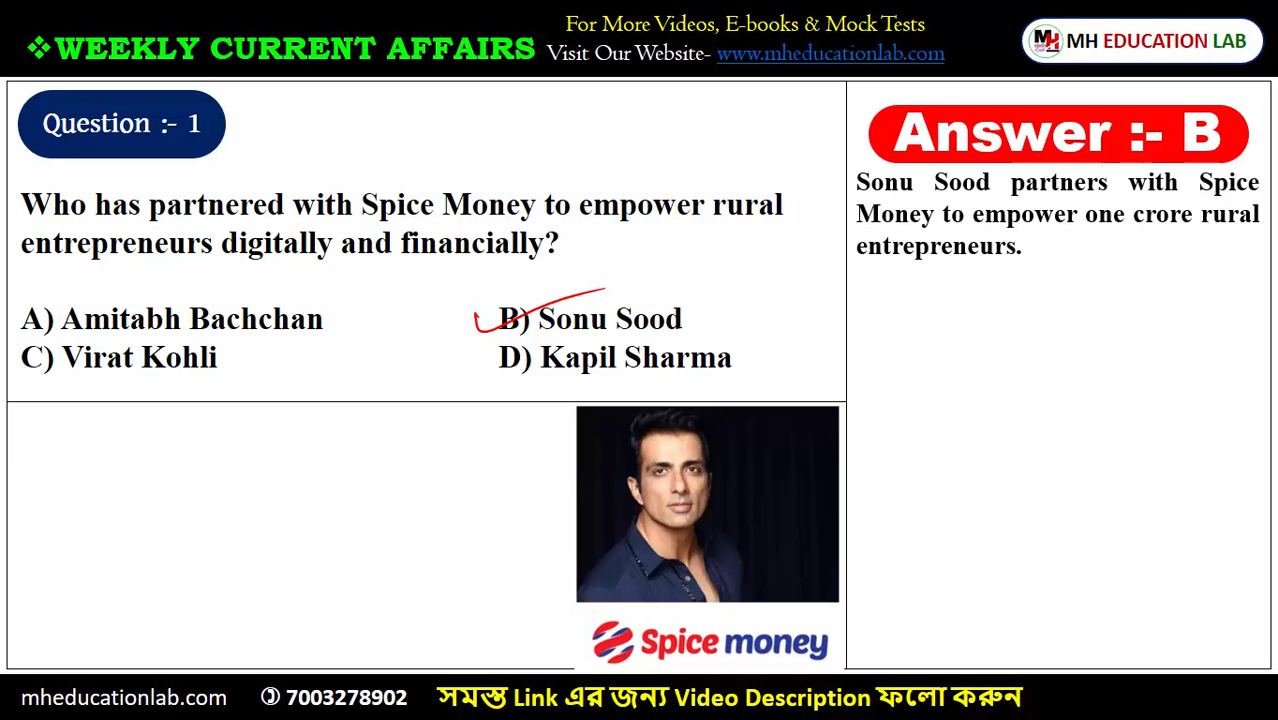 ❖WEEKLY CURRENT AFFAIRS
For More Videos, E-books & Mock Tests
Visit Our Website- www.mheducationlab.com
MH EDUCATION LAB
Question :- 1
Who has partnered with Spice Money to empower rural
entrepreneurs digitally and financially?
A) Amitabh Bachchan
B) Sonu Sood
C) Virat Kohli
D) Kapil Sharma
Spice money
Answer :- B
Sonu Sood partners with Spice
Money to empower one crore rural
entrepreneurs.
mheducationlab.com
7003278902
সমস্ত Link এর জন্য Video Description ফলো করুন